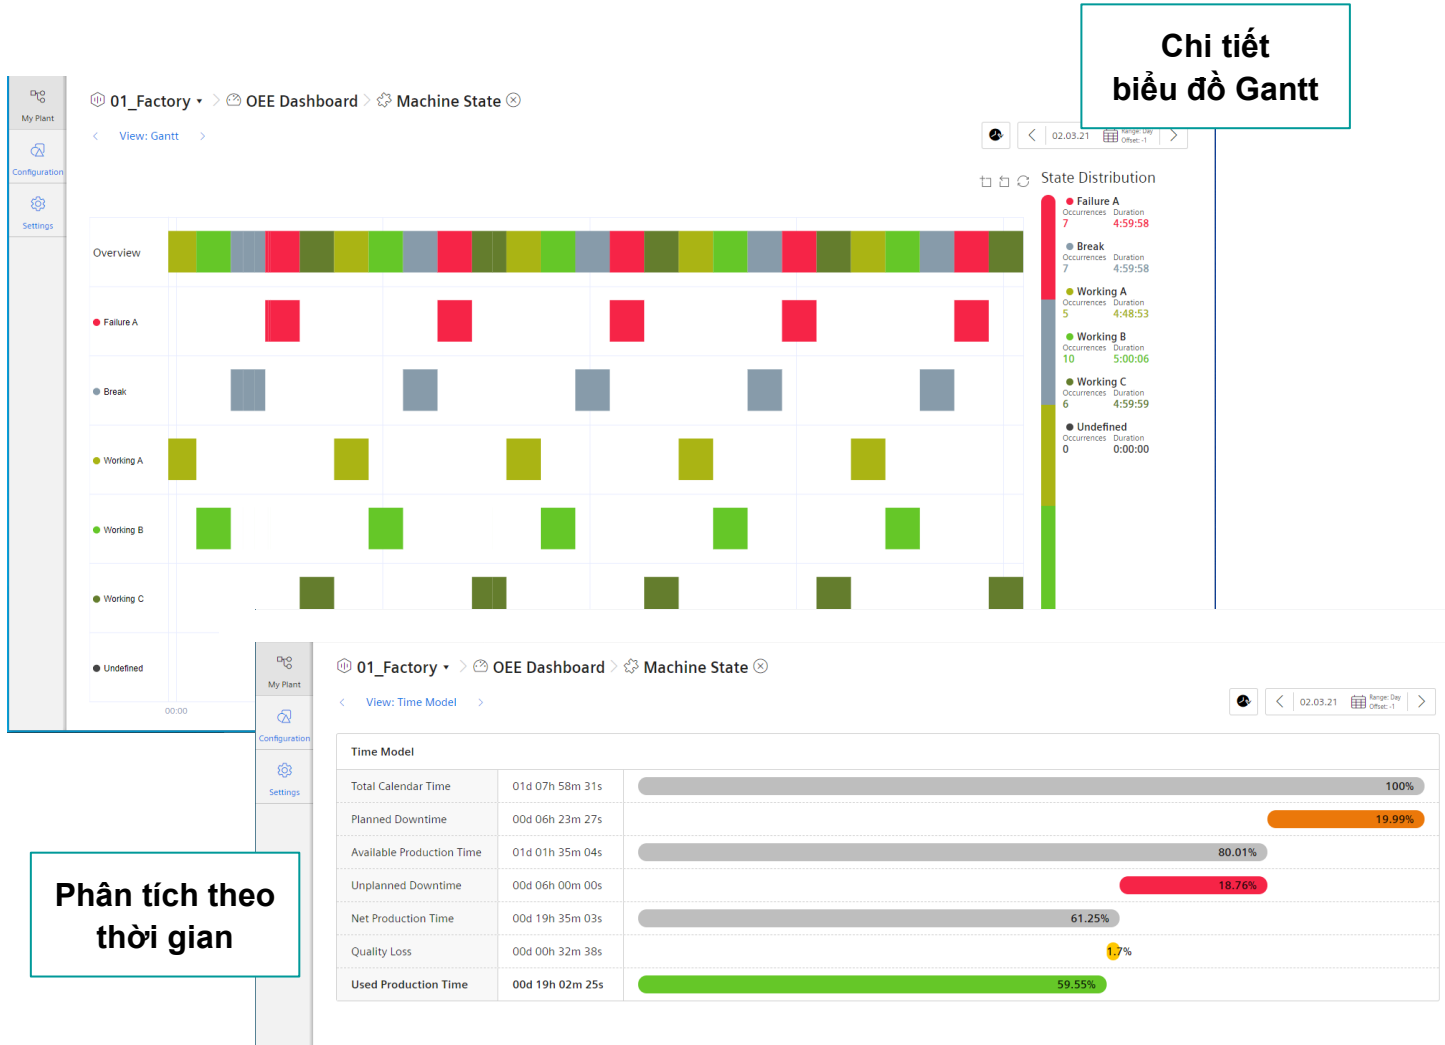 Chi tiết
biểu đồ Gantt
My Plant
Configuration
Settings
01_Factory > OEE Dashboard > Machine State
< View: Gantt >
02.03.21
Range: Day
Offset: -1
State Distribution
Failure A
Occurrences Duration
7 4:59:58
Break
Occurrences Duration
7 4:59:58
Working A
Occurrences Duration
5 4:48:53
Working B
Occurrences Duration
10 5:00:06
Working C
Occurrences Duration
6 4:59:59
Undefined
Occurrences Duration
0 0:00:00
Overview
Failure A
Break
Working A
Working B
Working C
Undefined
00:00
My Plant
Configuration
Settings
01_Factory > OEE Dashboard > Machine State
< View: Time Model >
02.03.21
Range: Day
Offset: -1
Time Model
Total Calendar Time 01d 07h 58m 31s 100%
Planned Downtime 00d 06h 23m 27s 19.99%
Available Production Time 01d 01h 35m 04s 80.01%
Unplanned Downtime 00d 06h 00m 00s 18.76%
Net Production Time 00d 19h 35m 03s 61.25%
Quality Loss 00d 00h 32m 38s 1.7%
Used Production Time 00d 19h 02m 25s 59.55%
Phân tích theo
thời gian